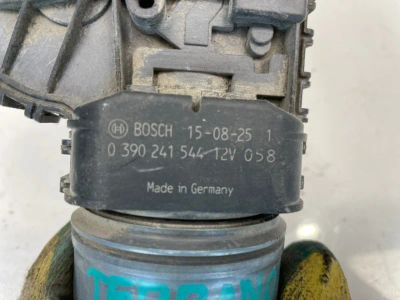 BOSCH 15-08-25 1
0 390 241 544 12V 058
Made in Germany